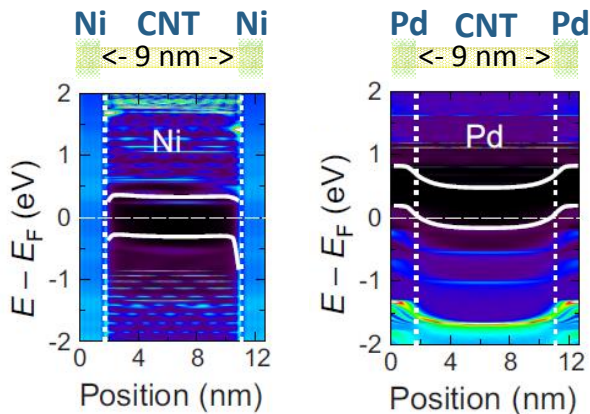 Ni CNT Ni
<- 9 nm ->
2
1
0
-1
-2
E – E_F (eV)
Ni
0 4 8 12
Position (nm)
Pd CNT Pd
<- 9 nm ->
2
1
0
-1
-2
E – E_F (eV)
Pd
0 4 8 12
Position (nm)